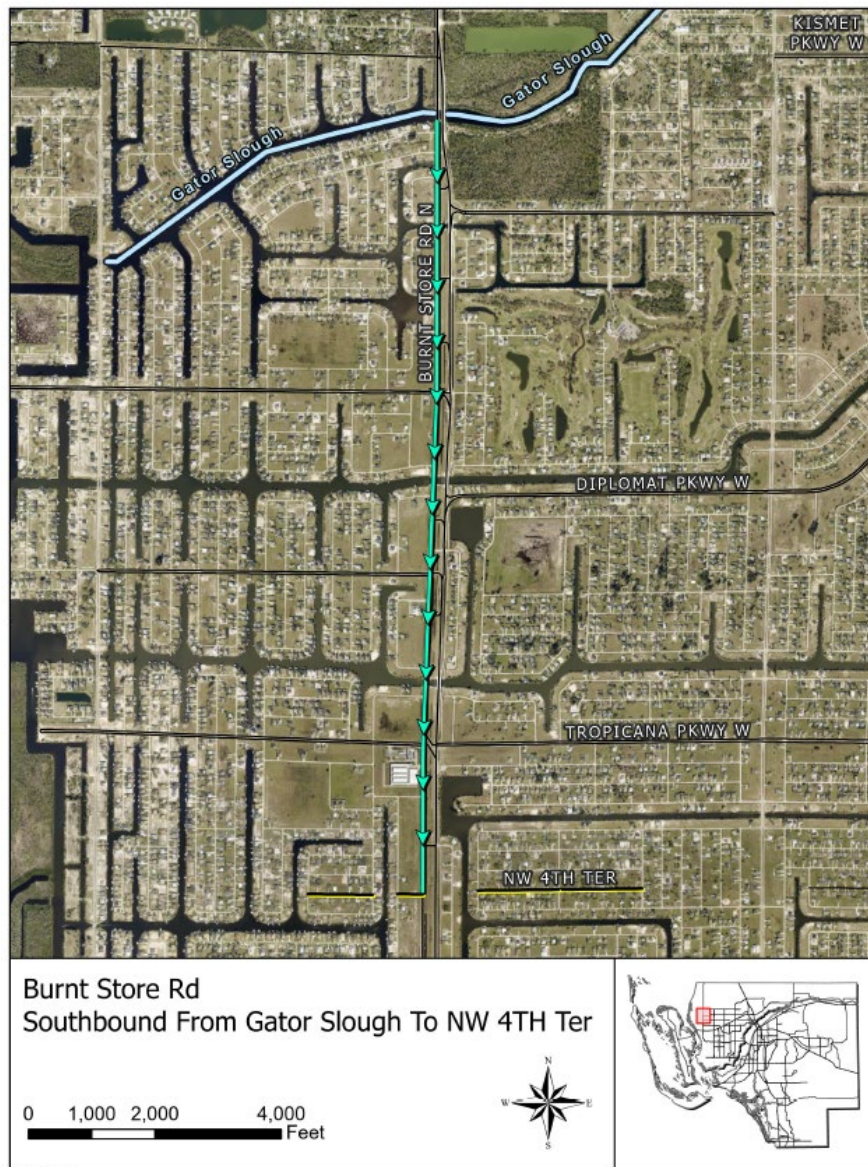 KISMET
PKWY W
Gator Slough
Gator Slough
BURNT STORE RD N
DIPLOMAT PKWY W
TROPICANA PKWY W
NW 4TH TER
Burnt Store Rd
Southbound From Gator Slough To NW 4TH Ter
0 1,000 2,000 4,000
Feet
N
W E
S